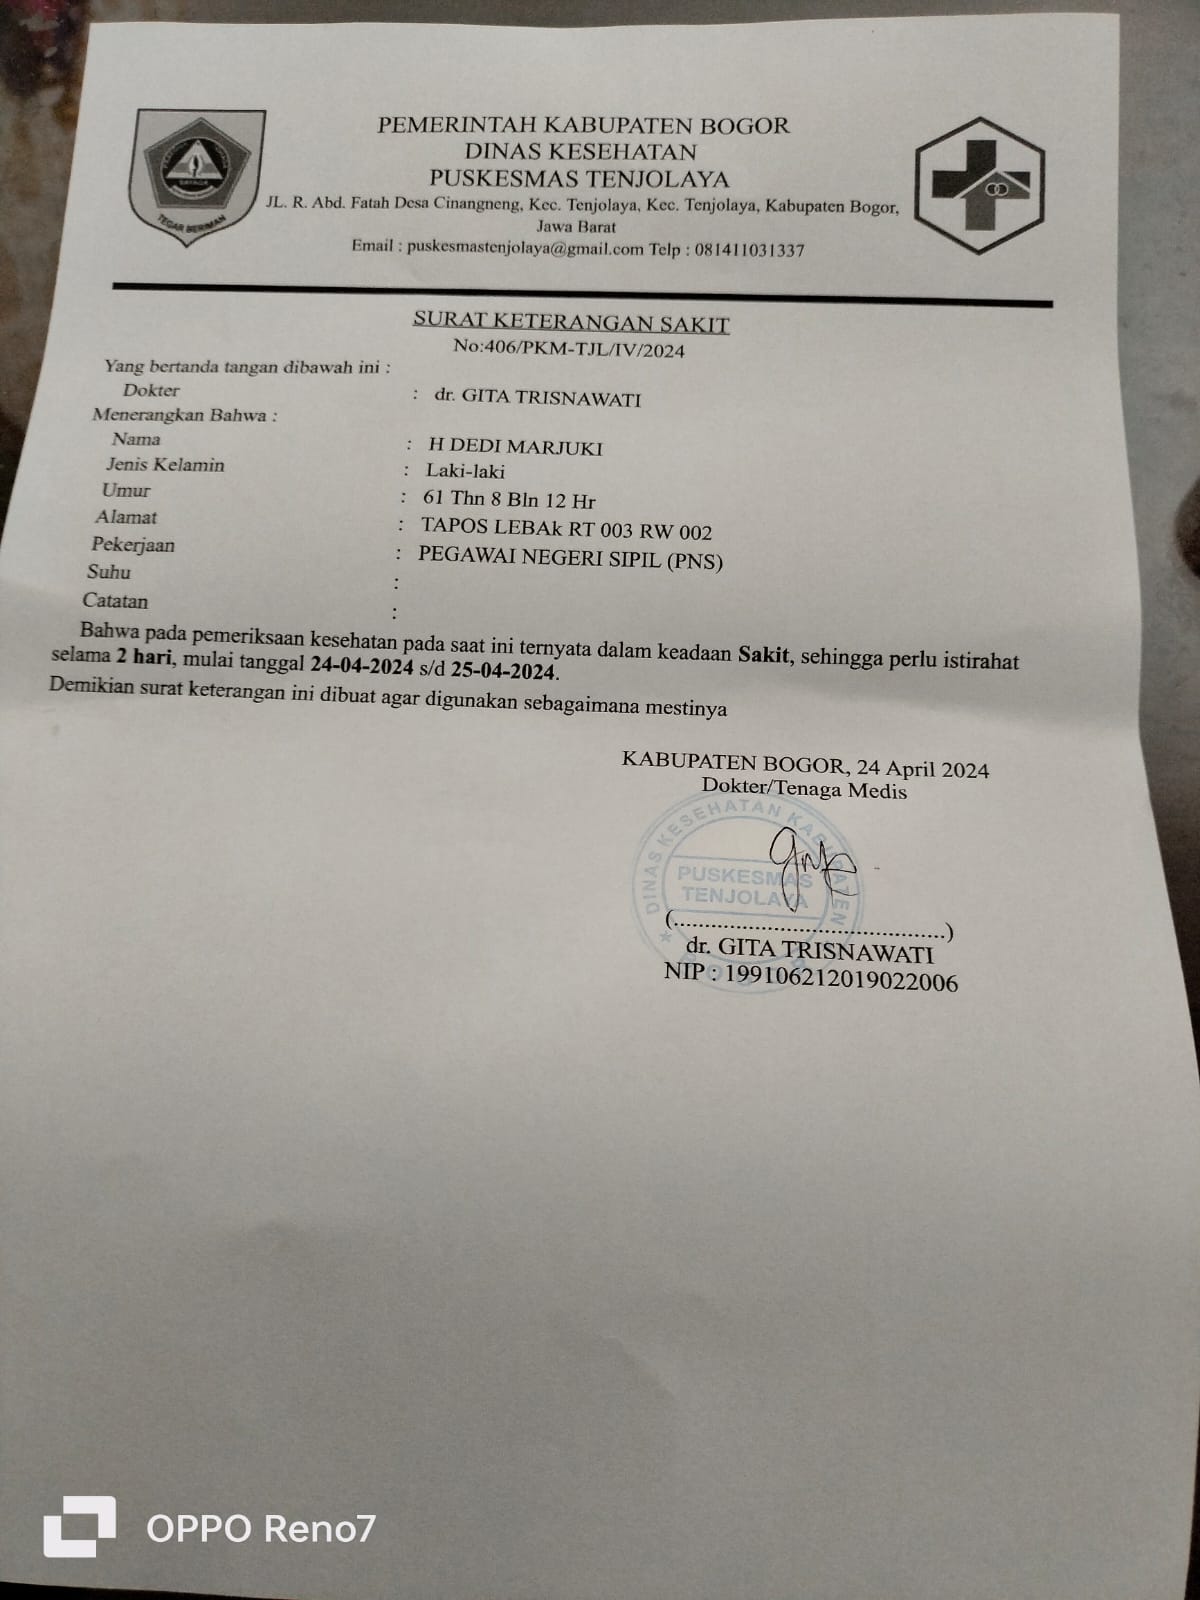 PEMERINTAH KABUPATEN BOGOR
DINAS KESEHATAN
PUSKESMAS TENJOLAYA
JL. R. Abd. Fatah Desa Cinangneng, Kec. Tenjolaya, Kec. Tenjolaya, Kabupaten Bogor,
Jawa Barat
Email : puskesmastenjolaya@gmail.com Telp : 081411031337
TEGAR BERIMAN
SURAT KETERANGAN SAKIT
No:406/PKM-TJL/IV/2024
Yang bertanda tangan dibawah ini :
Dokter : dr. GITA TRISNAWATI
Menerangkan Bahwa :
Nama : H DEDI MARJUKI
Jenis Kelamin : Laki-laki
Umur : 61 Thn 8 Bln 12 Hr
Alamat : TAPOS LEBAk RT 003 RW 002
Pekerjaan : PEGAWAI NEGERI SIPIL (PNS)
Suhu :
Catatan :
Bahwa pada pemeriksaan kesehatan pada saat ini ternyata dalam keadaan Sakit, sehingga perlu istirahat
selama 2 hari, mulai tanggal 24-04-2024 s/d 25-04-2024.
Demikian surat keterangan ini dibuat agar digunakan sebagaimana mestinya
KABUPATEN BOGOR, 24 April 2024
Dokter/Tenaga Medis
DINAS KESEHATAN KABUPATEN
PUSKESMAS
TENJOLAYA
(...........................................)
dr. GITA TRISNAWATI
NIP : 199106212019022006
OPPO Reno7